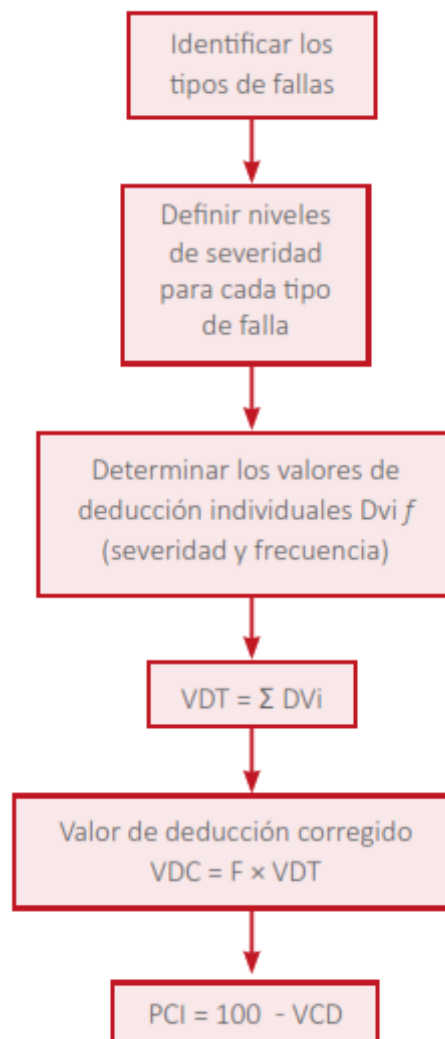 Identificar los
tipos de fallas
Definir niveles
de severidad
para cada tipo
de falla
Determinar los valores de
deducción individuales Dvi f
(severidad y frecuencia)
VDT = Σ DVi
Valor de deducción corregido
VDC = F × VDT
PCI = 100 - VCD